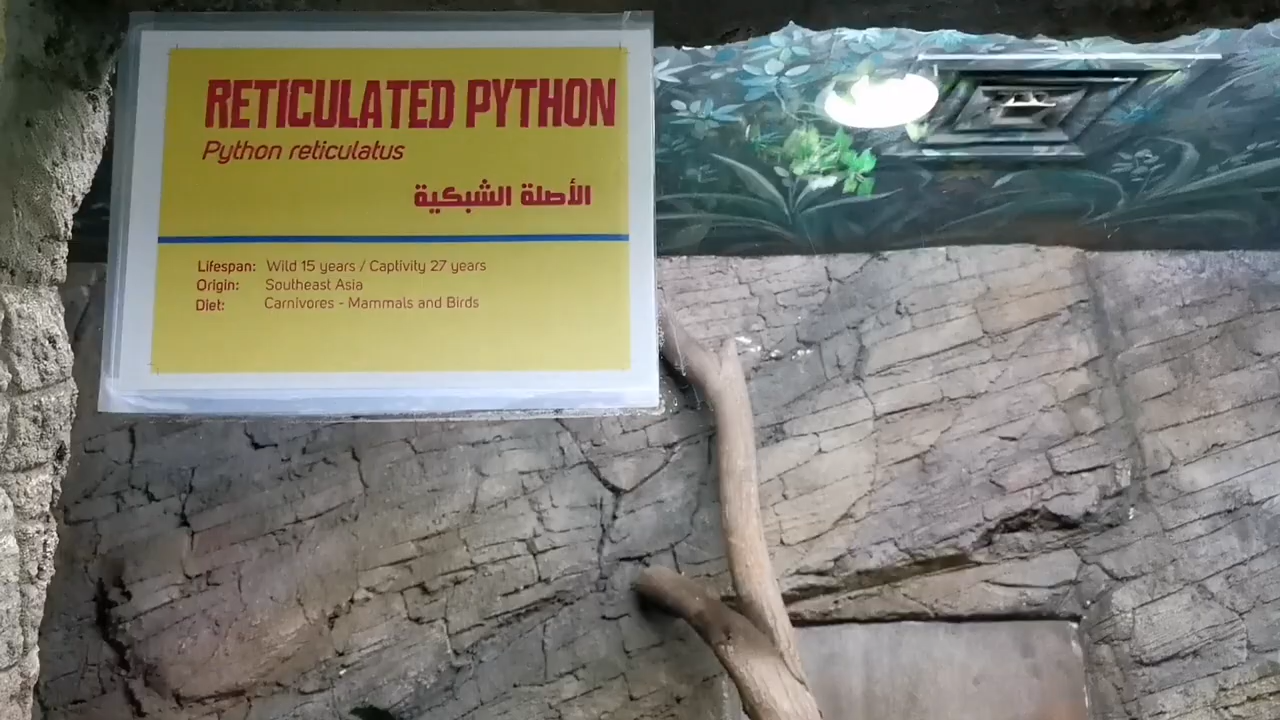 RETICULATED PYTHON
Python reticulatus
الأصلة الشبكية
Lifespan: Wild 15 years / Captivity 27 years
Origin: Southeast Asia
Diet: Carnivores - Mammals and Birds